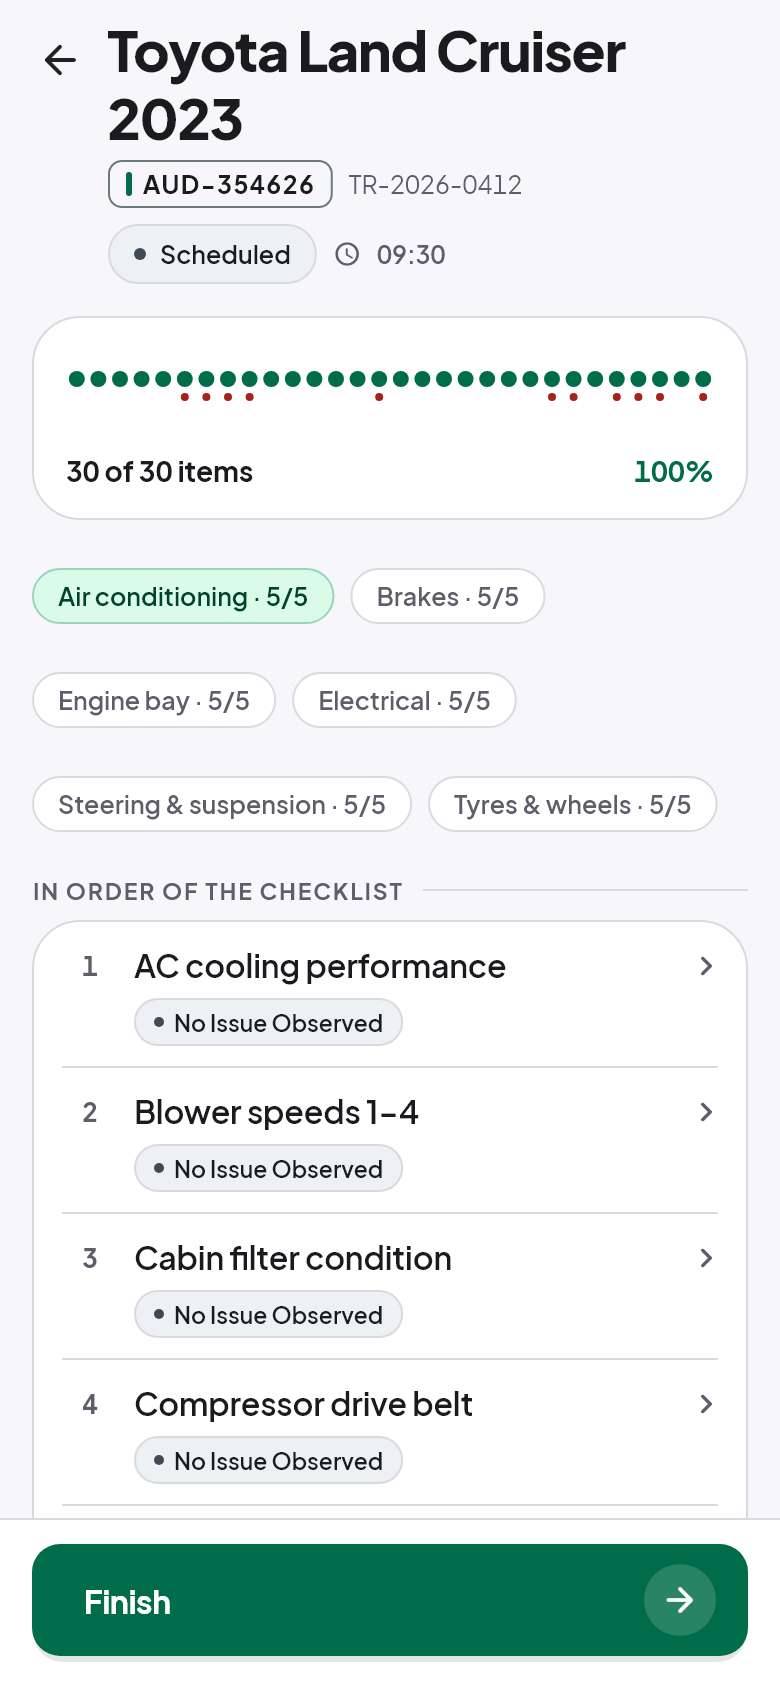 Toyota Land Cruiser
2023
AUD-354626 TR-2026-0412
Scheduled 09:30
30 of 30 items 100%
Air conditioning · 5/5 Brakes · 5/5
Engine bay · 5/5 Electrical · 5/5
Steering & suspension · 5/5 Tyres & wheels · 5/5
IN ORDER OF THE CHECKLIST
1 AC cooling performance
No Issue Observed
2 Blower speeds 1–4
No Issue Observed
3 Cabin filter condition
No Issue Observed
4 Compressor drive belt
No Issue Observed
Finish